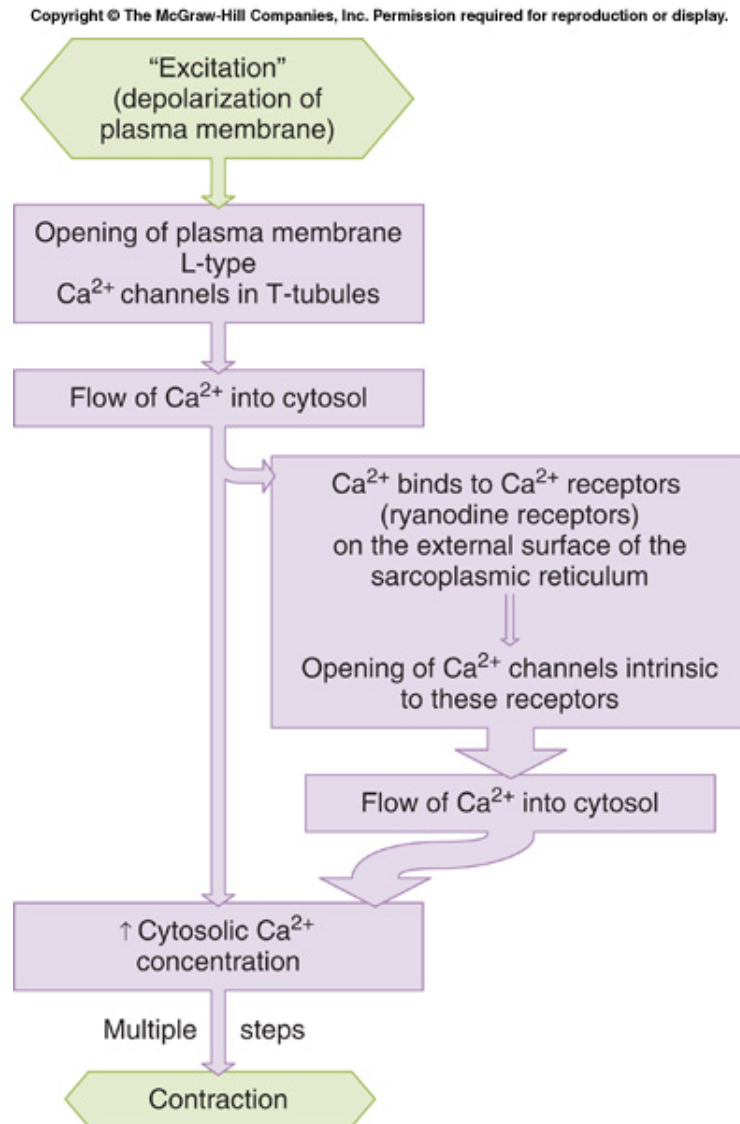 Copyright © The McGraw-Hill Companies, Inc. Permission required for reproduction or display.
“Excitation”
(depolarization of
plasma membrane)
Opening of plasma membrane
L-type
Ca²⁺ channels in T-tubules
Flow of Ca²⁺ into cytosol
Ca²⁺ binds to Ca²⁺ receptors
(ryanodine receptors)
on the external surface of the
sarcoplasmic reticulum
Opening of Ca²⁺ channels intrinsic
to these receptors
Flow of Ca²⁺ into cytosol
↑ Cytosolic Ca²⁺
concentration
Multiple steps
Contraction